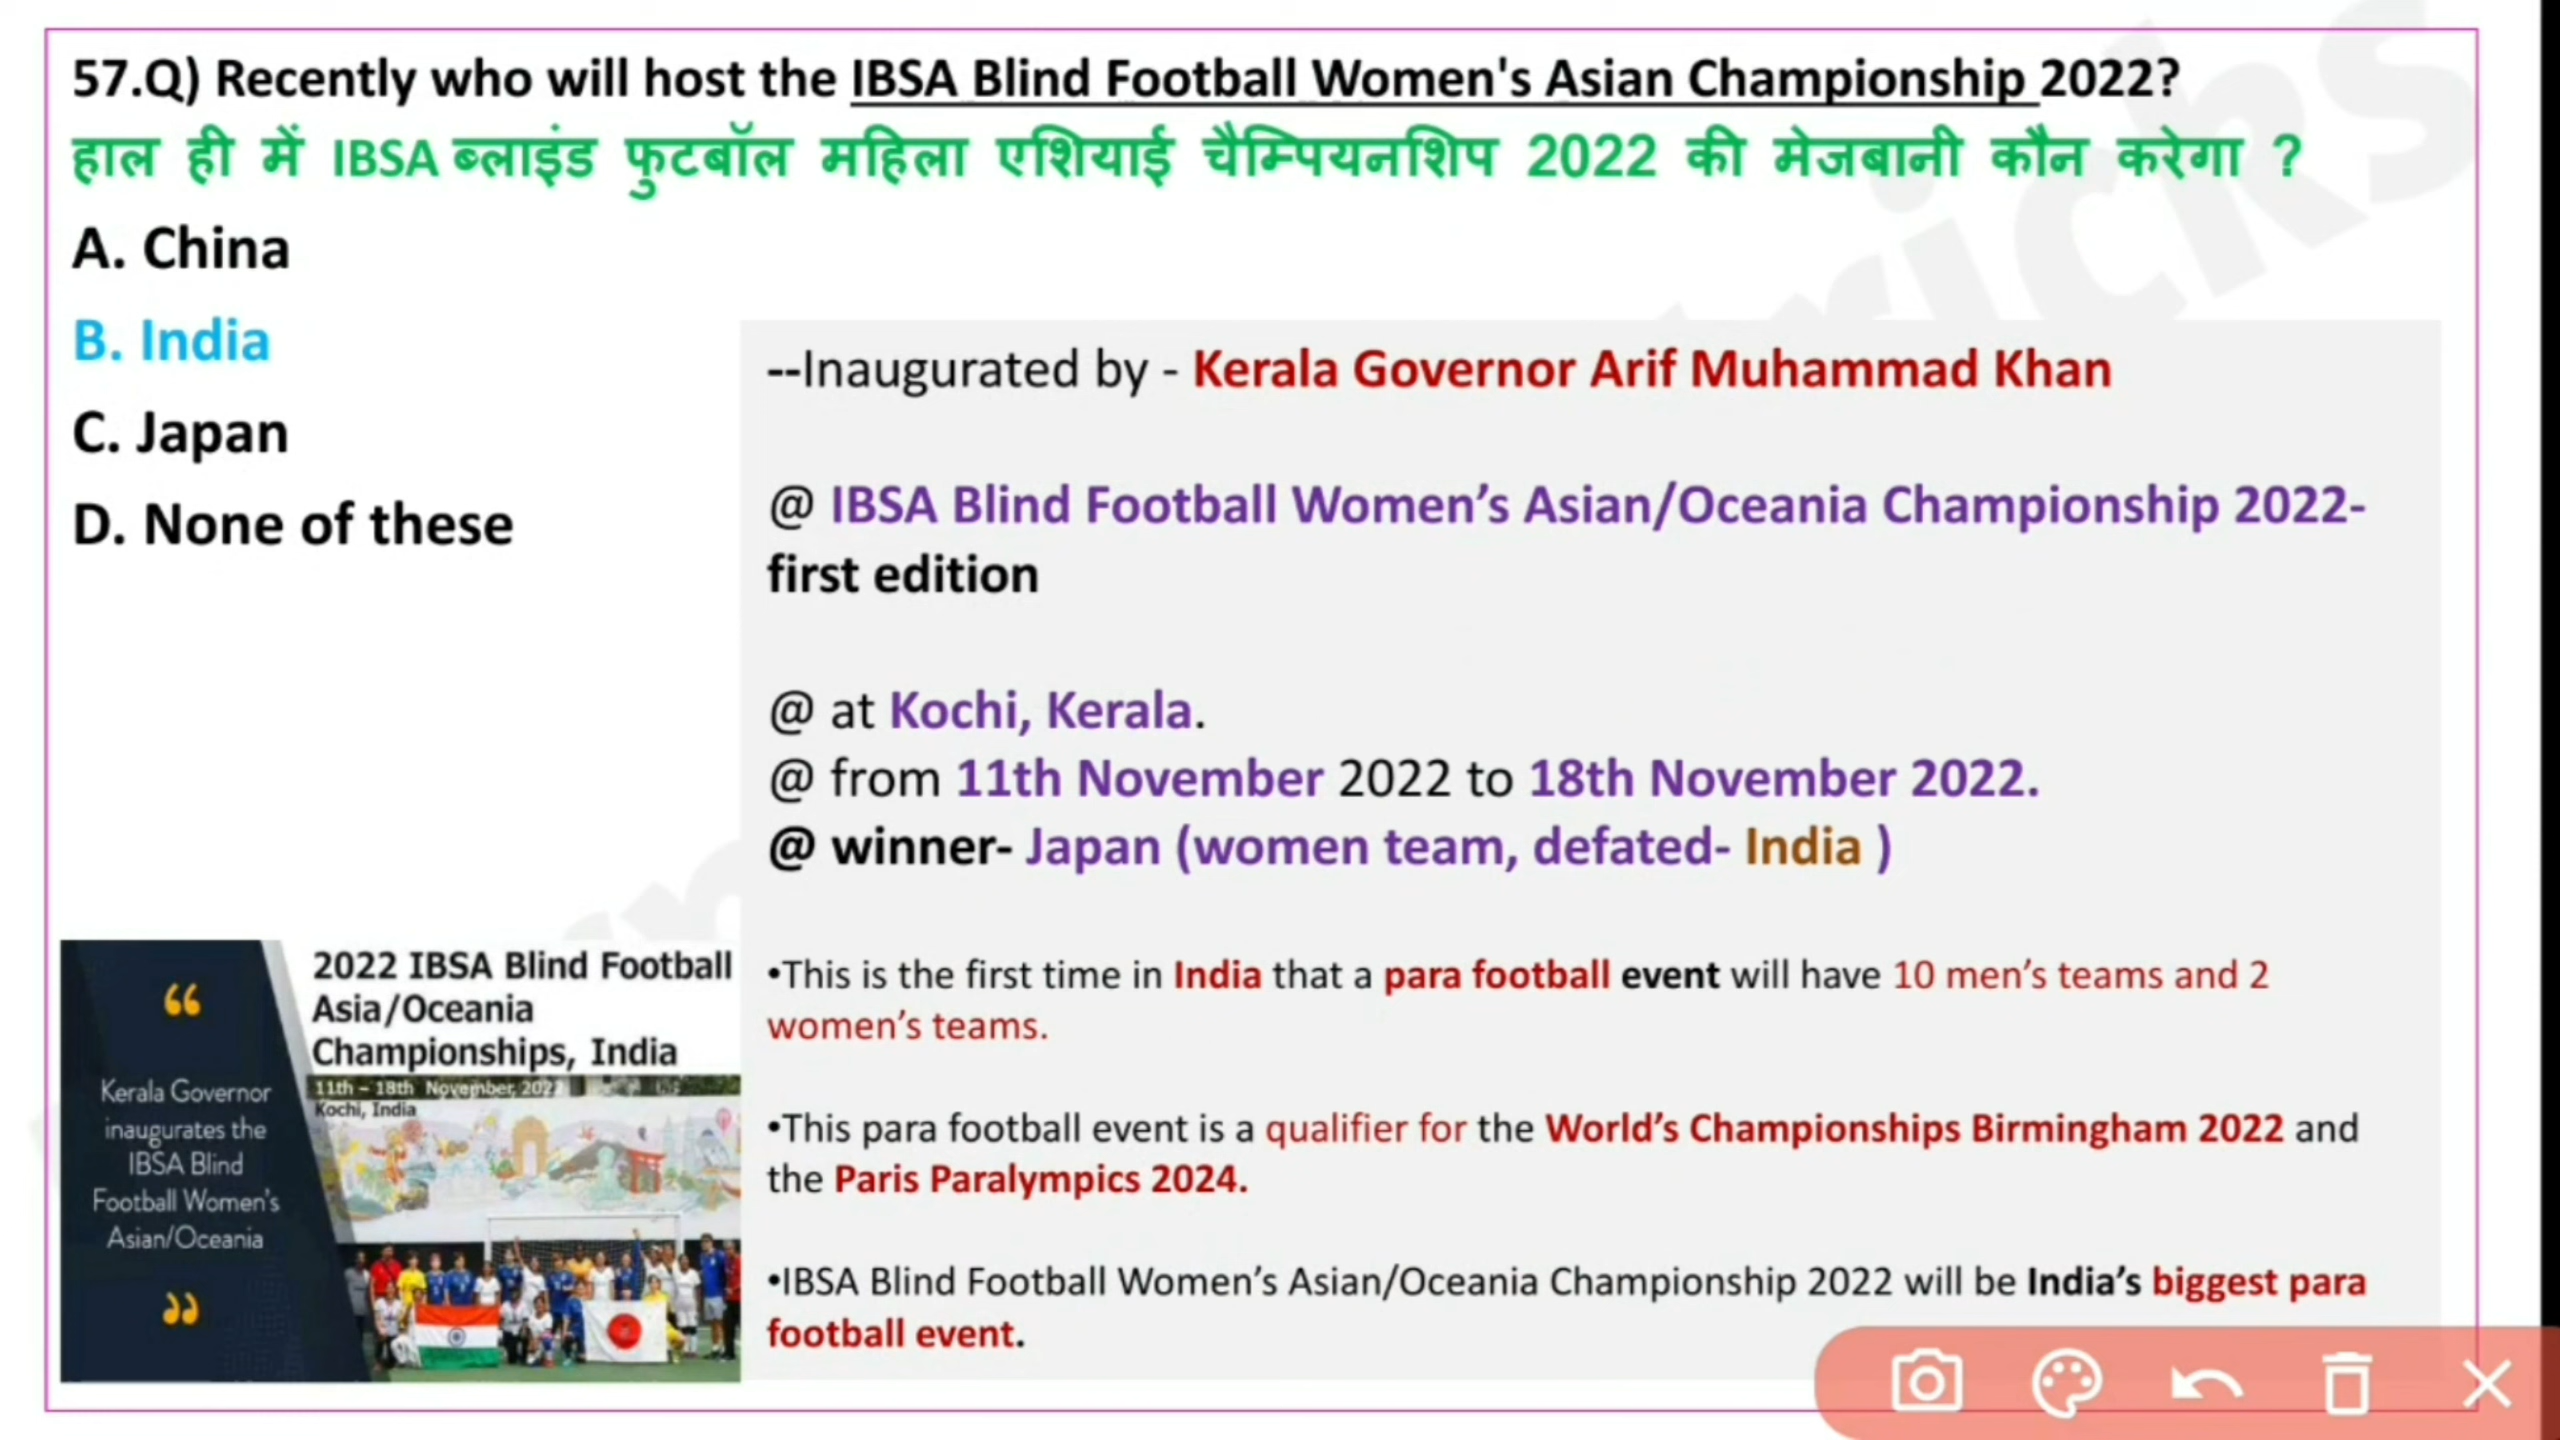 57.Q) Recently who will host the IBSA Blind Football Women's Asian Championship 2022?
हाल ही में IBSA ब्लाइंड फुटबॉल महिला एशियाई चैम्पियनशिप 2022 की मेजबानी कौन करेगा ?
A. China
B. India
C. Japan
D. None of these
--Inaugurated by - Kerala Governor Arif Muhammad Khan
@ IBSA Blind Football Women’s Asian/Oceania Championship 2022-
first edition
@ at Kochi, Kerala.
@ from 11th November 2022 to 18th November 2022.
@ winner- Japan (women team, defated- India )
•This is the first time in India that a para football event will have 10 men’s teams and 2
women’s teams.
•This para football event is a qualifier for the World’s Championships Birmingham 2022 and
the Paris Paralympics 2024.
•IBSA Blind Football Women’s Asian/Oceania Championship 2022 will be India’s biggest para
football event.
“
Kerala Governor
inaugurates the
IBSA Blind
Football Women's
Asian/Oceania
”
2022 IBSA Blind Football
Asia/Oceania
Championships, India
11th – 18th November, 2022
Kochi, India